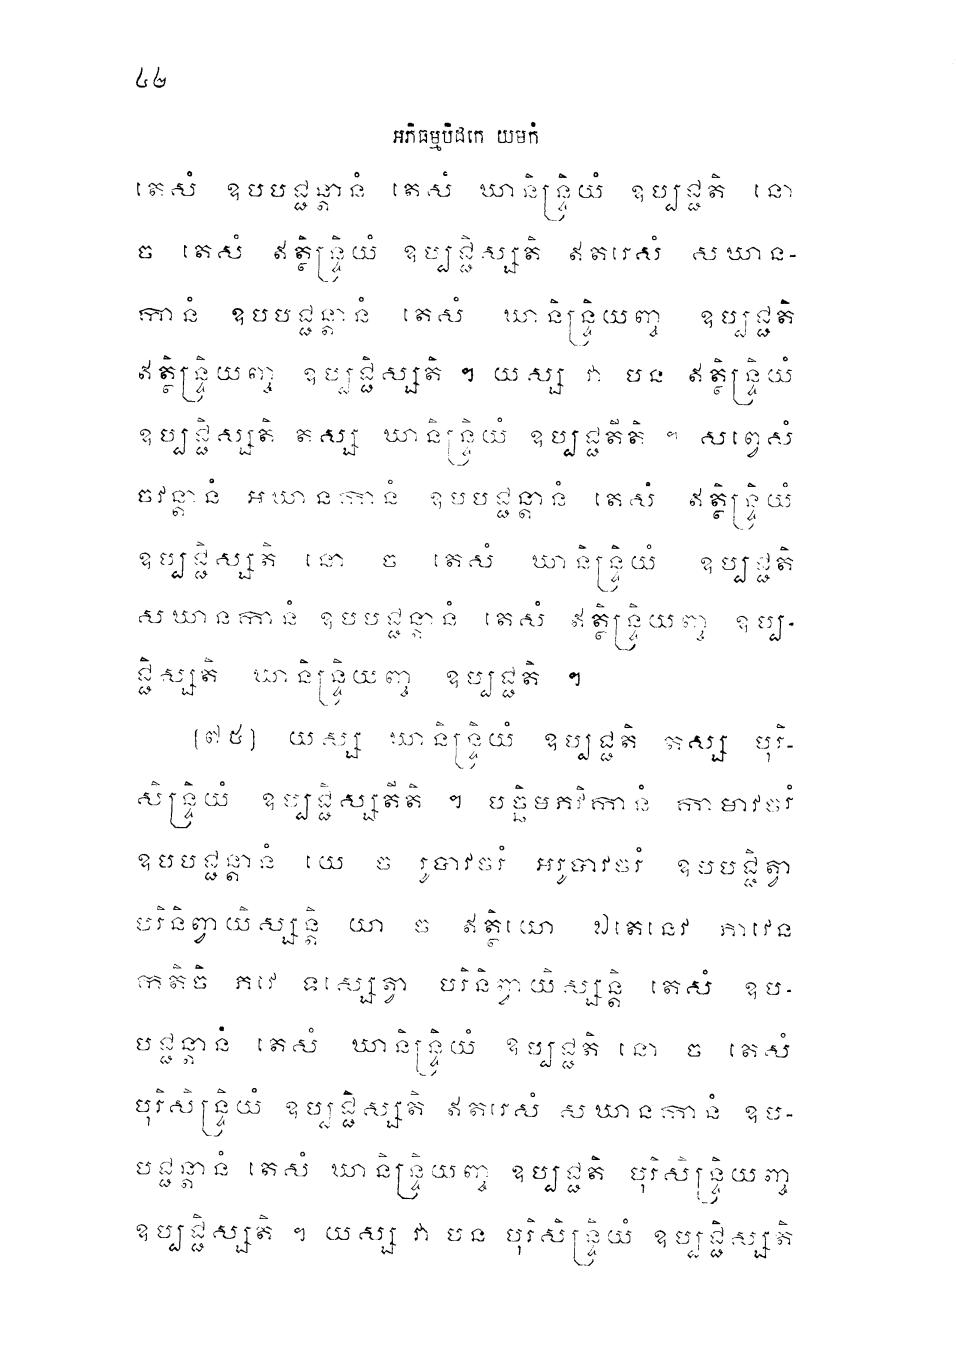 ៤៤
អភិធម្មបិដកេ យមកំ
តេសំ ឧបបជ្ជន្តានំ តេសំ ឃានិន្ទ្រិយំ ឧប្បជ្ជតិ នោ
ច តេសំ ឥត្ថិន្ទ្រិយំ ឧប្បជ្ជិស្សតិ ឥតរេសំ សឃាន-
កានំ ឧបបជ្ជន្តានំ តេសំ ឃានិន្ទ្រិយញ្ច ឧប្បជ្ជតិ
ឥត្ថិន្ទ្រិយញ្ច ឧប្បជ្ជិស្សតិ ។ យស្ស វា បន ឥត្ថិន្ទ្រិយំ
ឧប្បជ្ជិស្សតិ តស្ស ឃានិន្ទ្រិយំ ឧប្បជ្ជតីតិ ។ សព្វេសំ
ចវន្តានំ អឃានកានំ ឧបបជ្ជន្តានំ តេសំ ឥត្ថិន្ទ្រិយំ
ឧប្បជ្ជិស្សតិ នោ ច តេសំ ឃានិន្ទ្រិយំ ឧប្បជ្ជតិ
សឃានកានំ ឧបបជ្ជន្តានំ តេសំ ឥត្ថិន្ទ្រិយញ្ច ឧប្ប-
ជ្ជិស្សតិ ឃានិន្ទ្រិយញ្ច ឧប្បជ្ជតិ ។
[៧៥] យស្ស ឃានិន្ទ្រិយំ ឧប្បជ្ជតិ តស្ស បុរិ-
សិន្ទ្រិយំ ឧប្បជ្ជិស្សតីតិ ។ បច្ឆិមភវិកានំ កាមាវចរំ
ឧបបជ្ជន្តានំ យេ ច រូបាវចរំ អរូបាវចរំ ឧបបជ្ជិត្វា
បរិនិព្វាយិស្សន្តិ យា ច ឥត្ថិយោ ឯតេនេវ ភាវេន
កតិចិ ភវេ ទស្សេត្វា បរិនិព្វាយិស្សន្តិ តេសំ ឧប-
បជ្ជន្តានំ តេសំ ឃានិន្ទ្រិយំ ឧប្បជ្ជតិ នោ ច តេសំ
បុរិសិន្ទ្រិយំ ឧប្បជ្ជិស្សតិ ឥតរេសំ សឃានកានំ ឧប-
បជ្ជន្តានំ តេសំ ឃានិន្ទ្រិយញ្ច ឧប្បជ្ជតិ បុរិសិន្ទ្រិយញ្ច
ឧប្បជ្ជិស្សតិ ។ យស្ស វា បន បុរិសិន្ទ្រិយំ ឧប្បជ្ជិស្សតិ